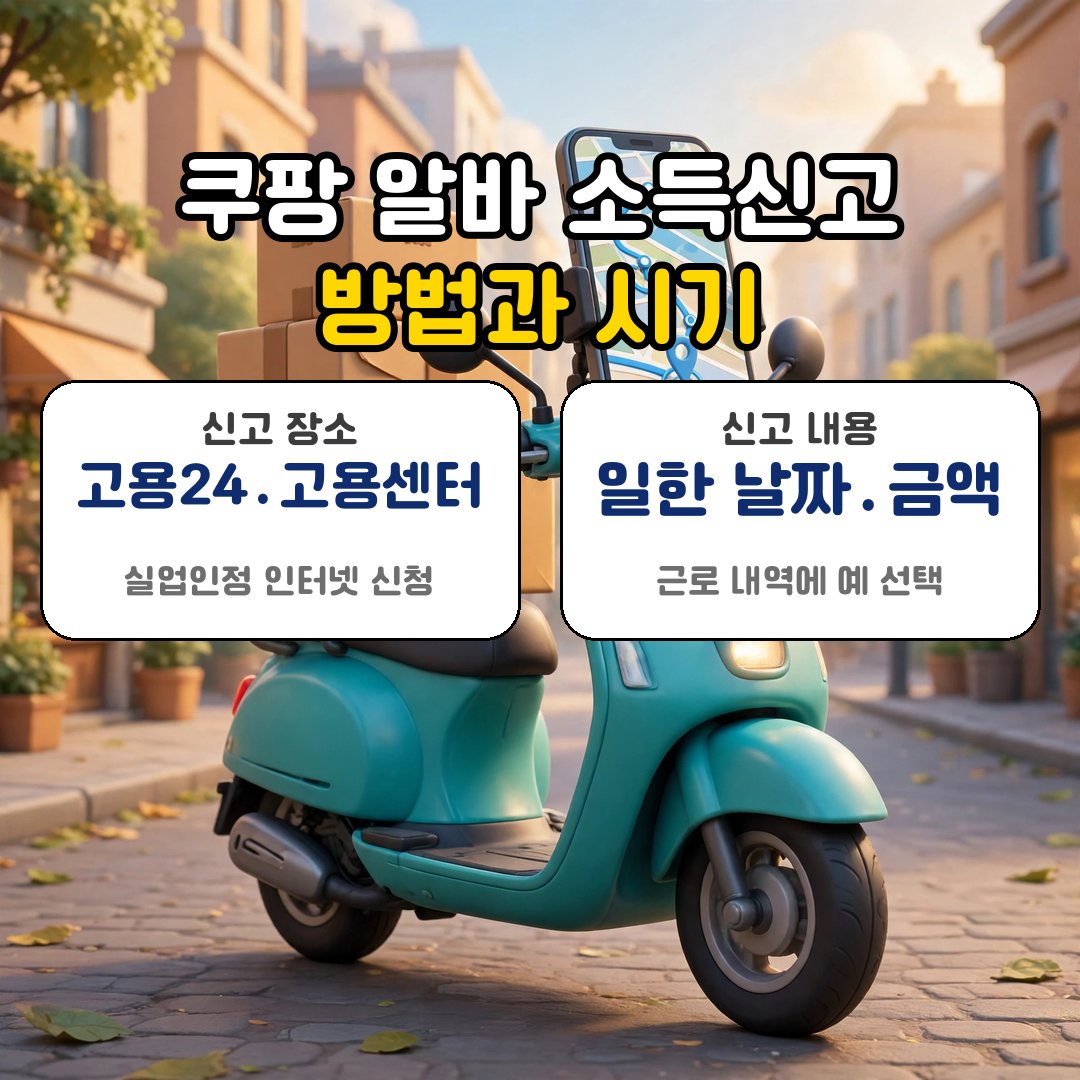 쿠팡 알바 소득신고
방법과 시기
신고 장소
고용24.고용센터
실업인정 인터넷 신청
신고 내용
일한 날짜.금액
근로 내역에 예 선택